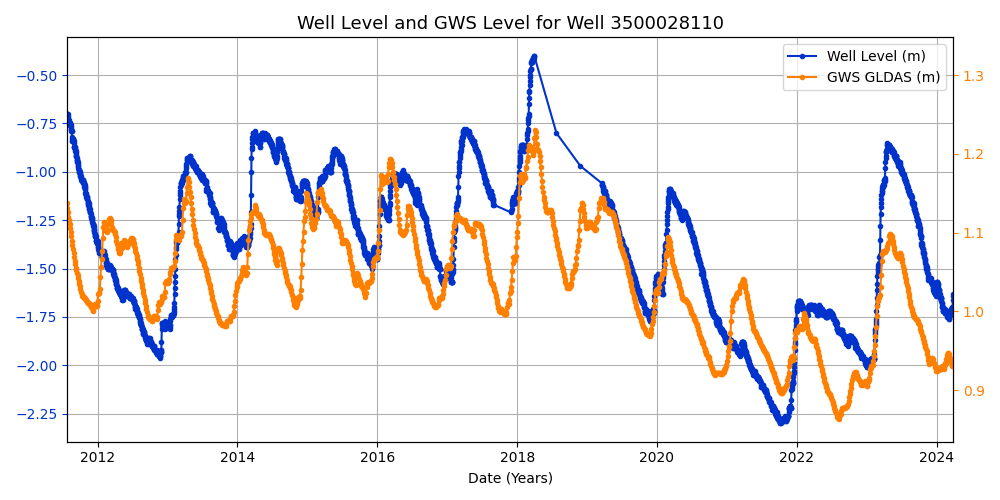 Well Level and GWS Level for Well 3500028110
Well Level (m)
GWS GLDAS (m)
−0.50
−0.75
−1.00
−1.25
−1.50
−1.75
−2.00
−2.25
1.3
1.2
1.1
1.0
0.9
2012 2014 2016 2018 2020 2022 2024
Date (Years)